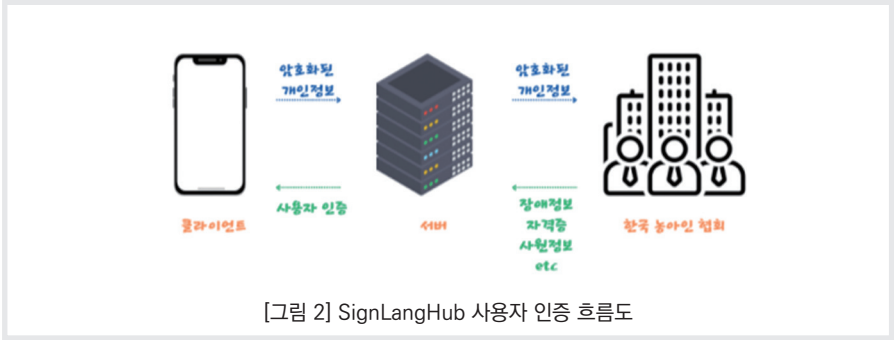 암호화된
개인정보
암호화된
개인정보
사용자 인증
장애정보
자격증
사원정보
etc
클라이언트
서버
한국 농아인 협회
[그림 2] SignLangHub 사용자 인증 흐름도